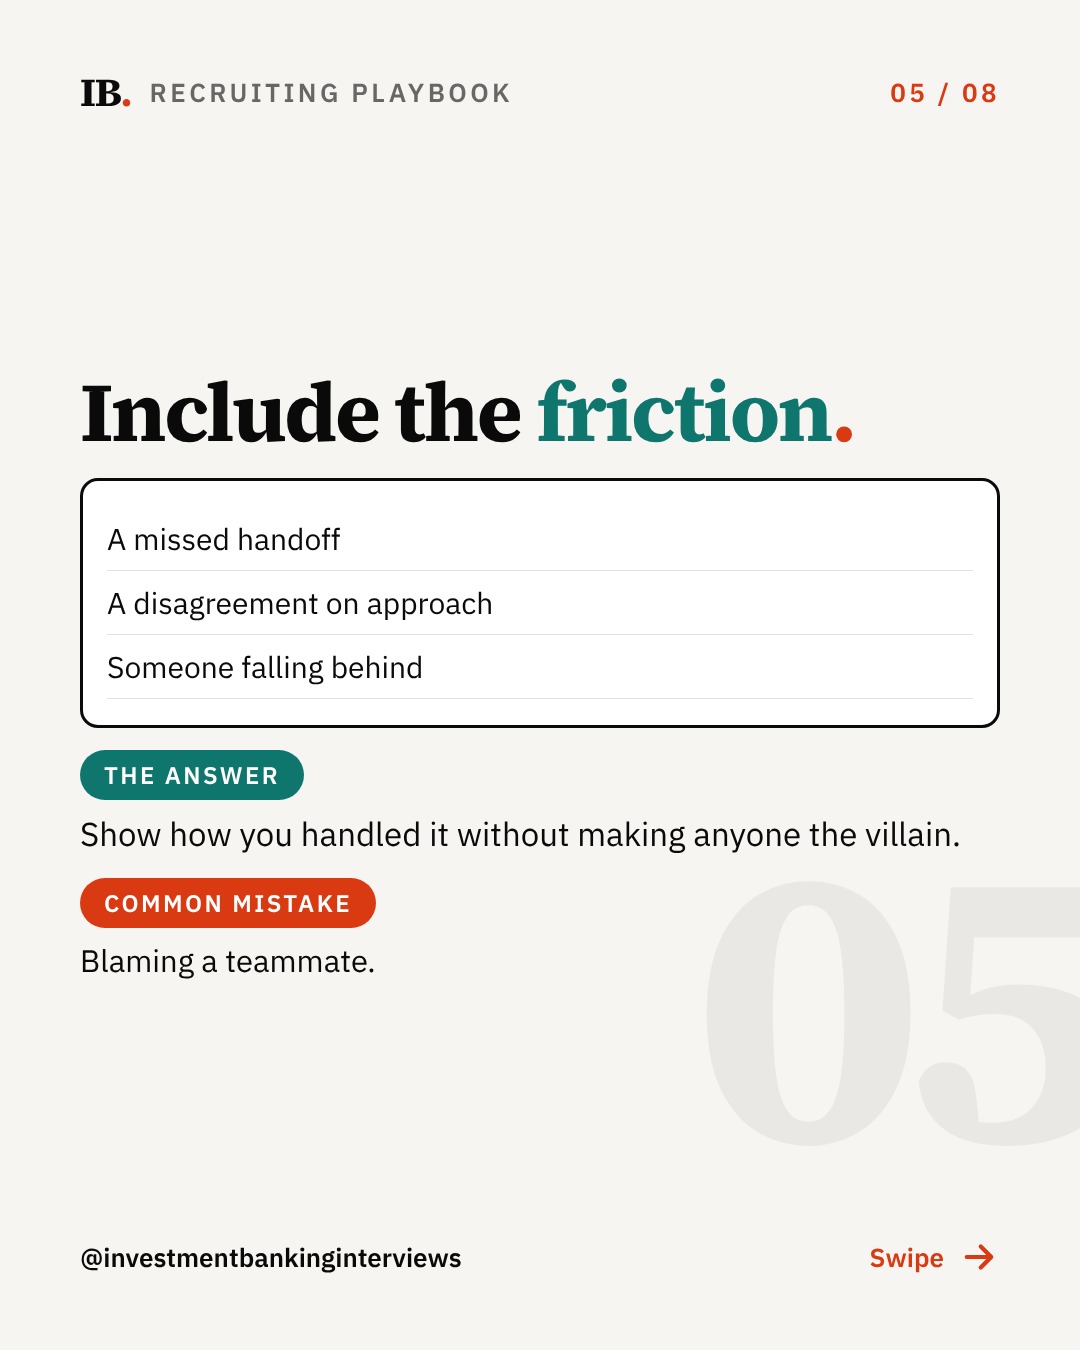 IB. RECRUITING PLAYBOOK 05 / 08
Include the friction.
A missed handoff
A disagreement on approach
Someone falling behind
THE ANSWER
Show how you handled it without making anyone the villain.
COMMON MISTAKE
Blaming a teammate.
05
@investmentbankinginterviews Swipe →